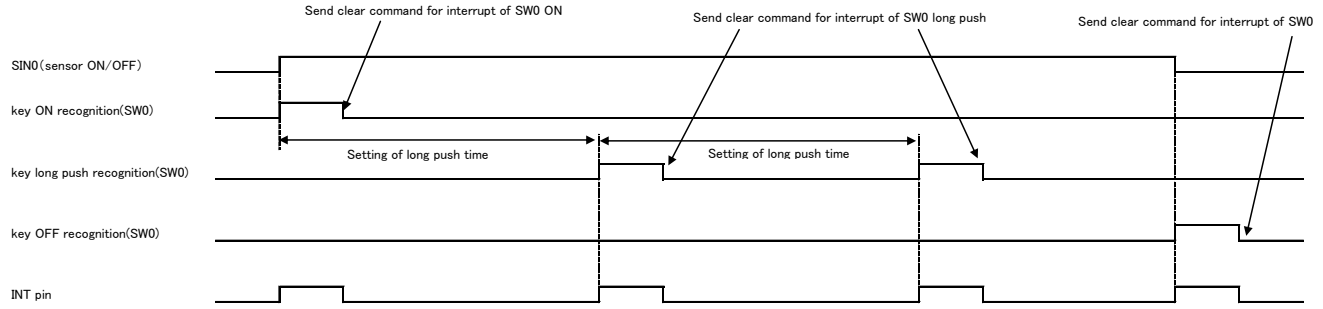 Send clear command for interrupt of SW0 ON
Send clear command for interrupt of SW0 long push
Send clear command for interrupt of SW0
SIN0(sensor ON/OFF)
key ON recognition(SW0)
Setting of long push time
Setting of long push time
key long push recognition(SW0)
key OFF recognition(SW0)
INT pin